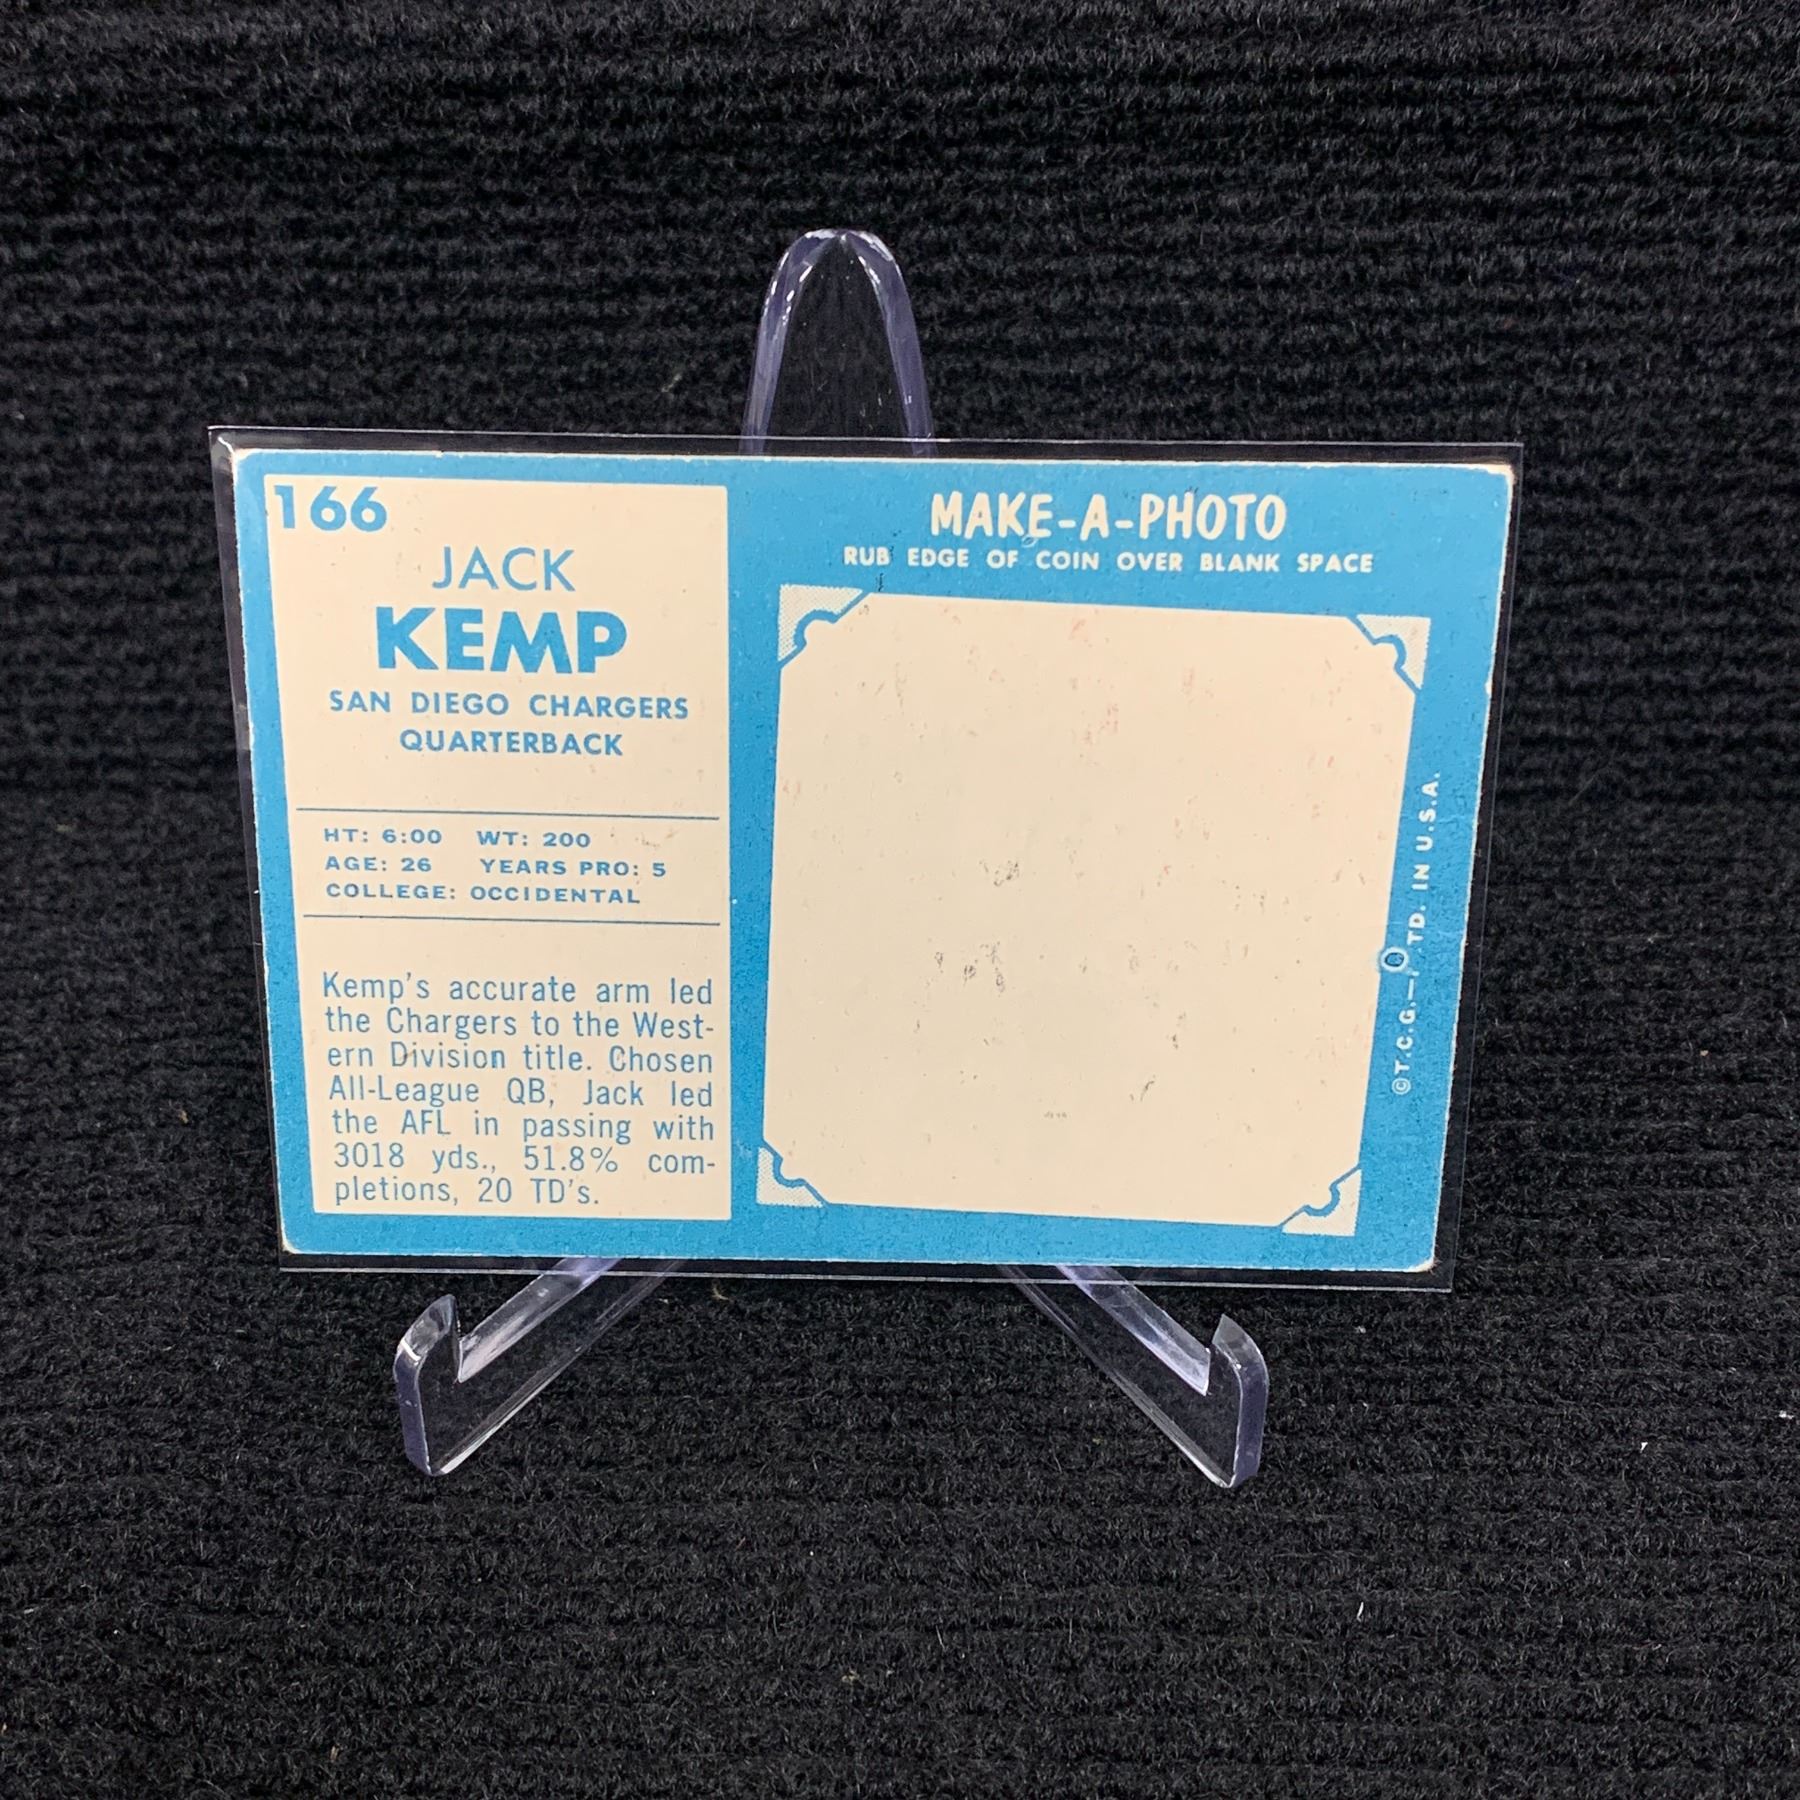 166
JACK
KEMP
SAN DIEGO CHARGERS
QUARTERBACK
HT: 6:00 WT: 200
AGE: 26 YEARS PRO: 5
COLLEGE: OCCIDENTAL
Kemp's accurate arm led
the Chargers to the West-
ern Division title. Chosen
All-League QB, Jack led
the AFL in passing with
3018 yds., 51.8% com-
pletions, 20 TD's.
MAKE-A-PHOTO
RUB EDGE OF COIN OVER BLANK SPACE
©T.C.G.— TD. IN U.S.A.